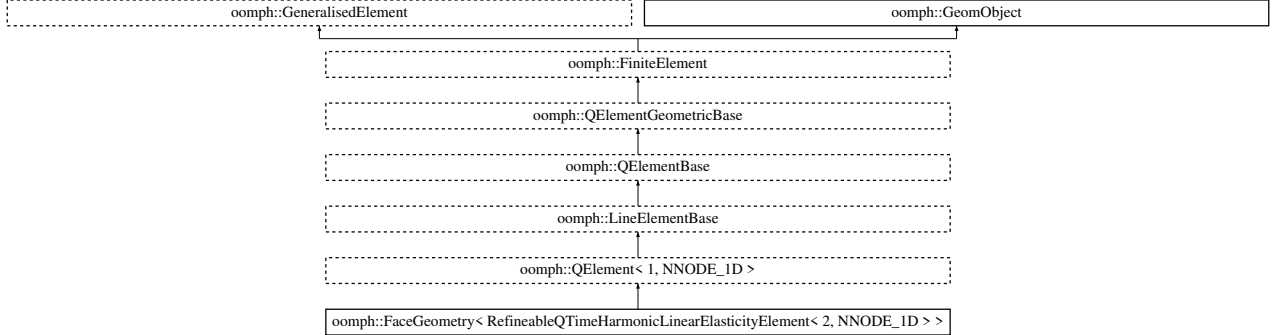 oomph::GeneralisedElement
oomph::GeomObject
oomph::FiniteElement
oomph::QElementGeometricBase
oomph::QElementBase
oomph::LineElementBase
oomph::QElement< 1, NNODE_1D >
oomph::FaceGeometry< RefineableQTimeHarmonicLinearElasticityElement< 2, NNODE_1D > >